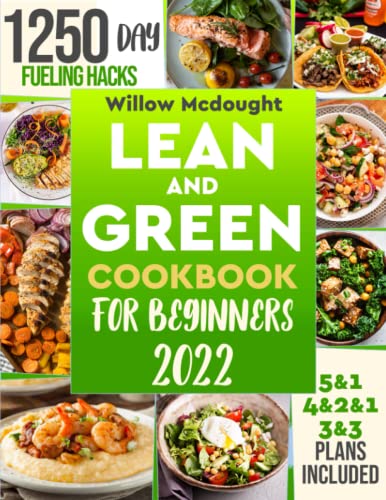 1250 DAY
FUELING HACKS
Willow Mcdought
LEAN
AND
GREEN
COOKBOOK
FOR BEGINNERS
2022
5&1
4&2&1
3&3
PLANS
INCLUDED